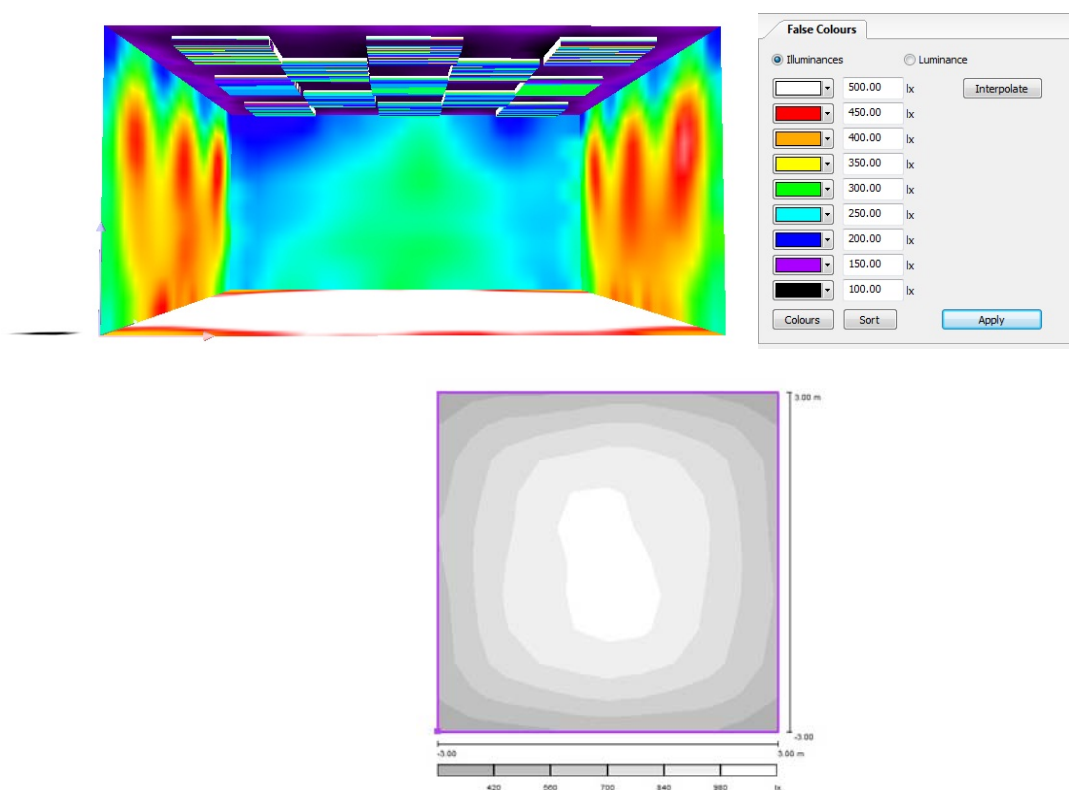 False Colours
Illuminances Luminance
500.00 lx Interpolate
450.00 lx
400.00 lx
350.00 lx
300.00 lx
250.00 lx
200.00 lx
150.00 lx
100.00 lx
Colours Sort Apply
3.00 m
-3.00
-3.00 3.00 m
420 560 700 840 980 lx